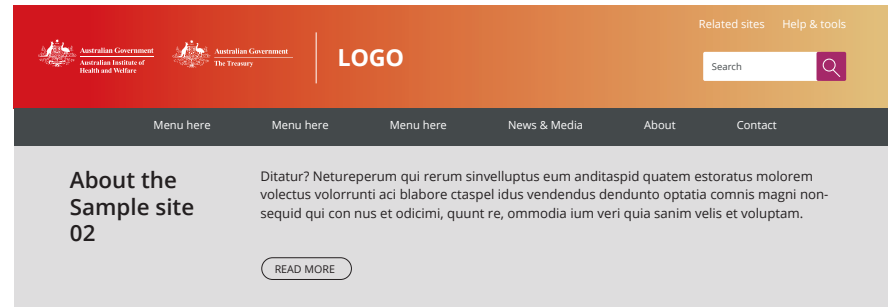 Related sites Help & tools
Australian Government
Australian Institute of
Health and Welfare
Australian Government
The Treasury
LOGO
Search
Menu here Menu here Menu here News & Media About Contact
About the
Sample site
02
Ditatur? Netureperum qui rerum sinvelluptus eum anditaspid quatem estoratus molorem
volectus volorrunti aci blabore ctaspel idus vendendus dendunto optatia comnis magni non-
sequid qui con nus et odicimi, quunt re, ommodia ium veri quia sanim velis et voluptam.
READ MORE